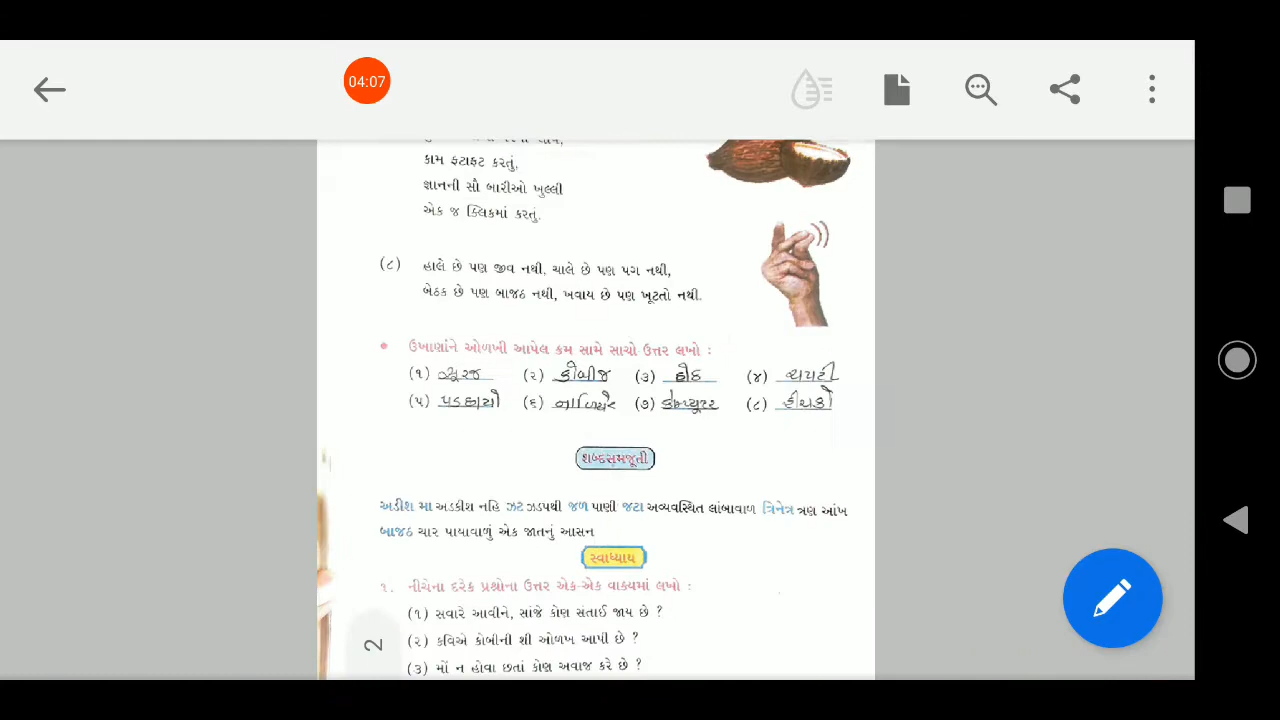 04:07
કામ ફટાફટ કરતું,
જ્ઞાનની સૌ બારીઓ ખુલ્લી
એક જ ક્લિકમાં કરતું.
(૮) હાલે છે પણ જીવ નથી, ચાલે છે પણ પગ નથી,
બેઠક છે પણ બાજઠ નથી, ખવાય છે પણ ખૂટતો નથી.
• ઉખાણાંને ઓળખી આપેલ ક્રમ સામે સાચો ઉત્તર લખો :
(૧) સૂરજ (૨) કોબીજ (૩) હોઠ (૪) ચપટી
(૫) પડછાયો (૬) નાળિયેર (૭) કોમ્પ્યુટર (૮) હીંચકો
શબ્દસમજૂતી
અડીશ મા અડકીશ નહિ ઝટ ઝડપથી જળ પાણી જટા અવ્યવસ્થિત લાંબાવાળ ત્રિનેત્ર ત્રણ આંખ
બાજઠ ચાર પાયાવાળું એક જાતનું આસન
સ્વાધ્યાય
૧. નીચેના દરેક પ્રશ્નોના ઉત્તર એક-એક વાક્યમાં લખો :
(૧) સવારે આવીને, સાંજે કોણ સંતાઈ જાય છે ?
(૨) કવિએ કોબીની શી ઓળખ આપી છે ?
(૩) મોં ન હોવા છતાં કોણ અવાજ કરે છે ?
2